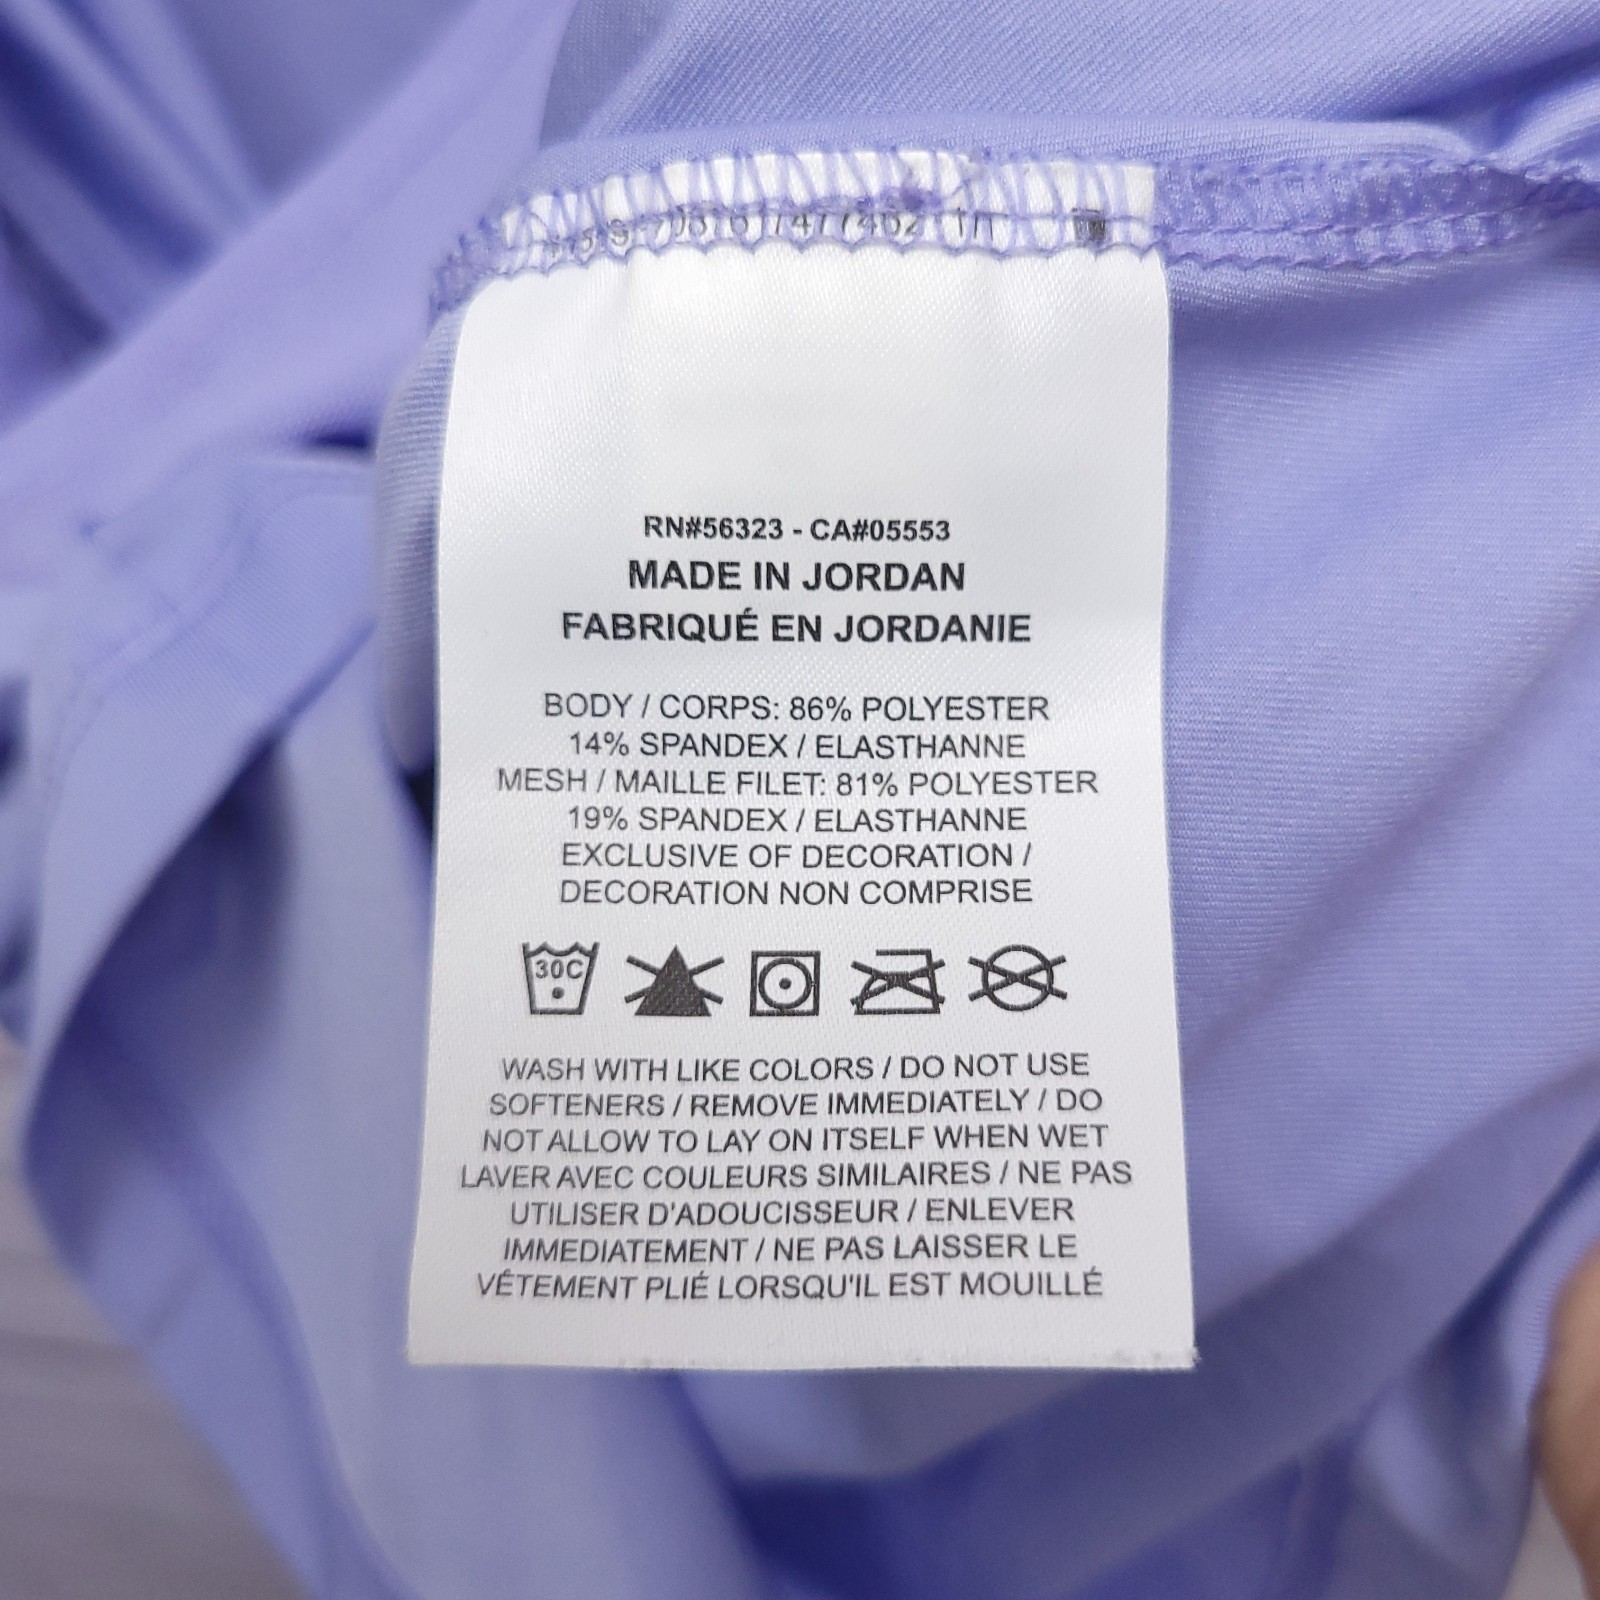 RN#56323 - CA#05553
MADE IN JORDAN
FABRIQUÉ EN JORDANIE
BODY / CORPS: 86% POLYESTER
14% SPANDEX / ELASTHANNE
MESH / MAILLE FILET: 81% POLYESTER
19% SPANDEX / ELASTHANNE
EXCLUSIVE OF DECORATION /
DECORATION NON COMPRISE
30C
WASH WITH LIKE COLORS / DO NOT USE
SOFTENERS / REMOVE IMMEDIATELY / DO
NOT ALLOW TO LAY ON ITSELF WHEN WET
LAVER AVEC COULEURS SIMILAIRES / NE PAS
UTILISER D'ADOUCISSEUR / ENLEVER
IMMEDIATEMENT / NE PAS LAISSER LE
VÊTEMENT PLIÉ LORSQU'IL EST MOUILLÉ